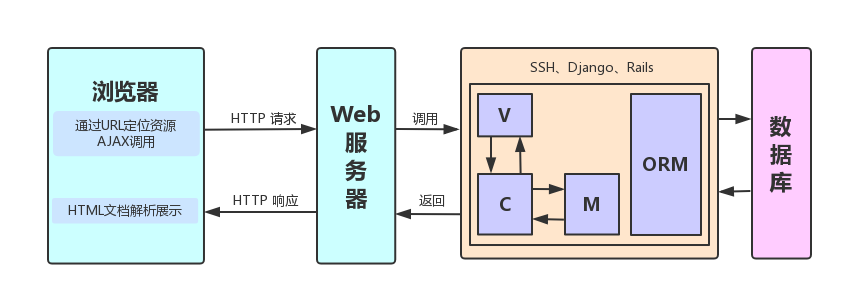 浏览器
通过URL定位资源
AJAX调用
HTML文档解析展示
HTTP 请求
HTTP 响应
Web
服
务
器
调用
返回
SSH、Django、Rails
V
C
M
ORM
数
据
库